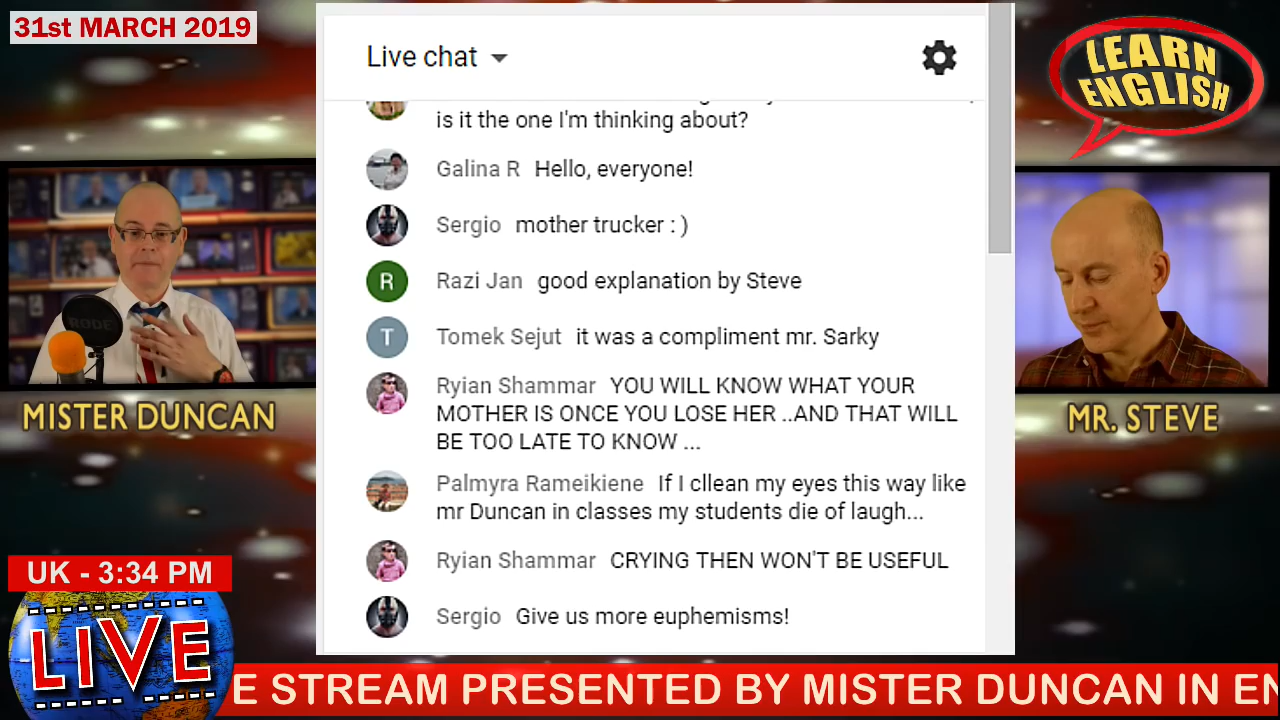 31st MARCH 2019
Live chat
LEARN
ENGLISH
is it the one I'm thinking about?
Galina R Hello, everyone!
Sergio mother trucker : )
R Razi Jan good explanation by Steve
T Tomek Sejut it was a compliment mr. Sarky
Ryian Shammar YOU WILL KNOW WHAT YOUR
MOTHER IS ONCE YOU LOSE HER ..AND THAT WILL
BE TOO LATE TO KNOW ...
Palmyra Rameikiene If I cllean my eyes this way like
mr Duncan in classes my students die of laugh...
Ryian Shammar CRYING THEN WON'T BE USEFUL
Sergio Give us more euphemisms!
RØDE
MISTER DUNCAN
MR. STEVE
UK - 3:34 PM
LIVE
E STREAM PRESENTED BY MISTER DUNCAN IN EN